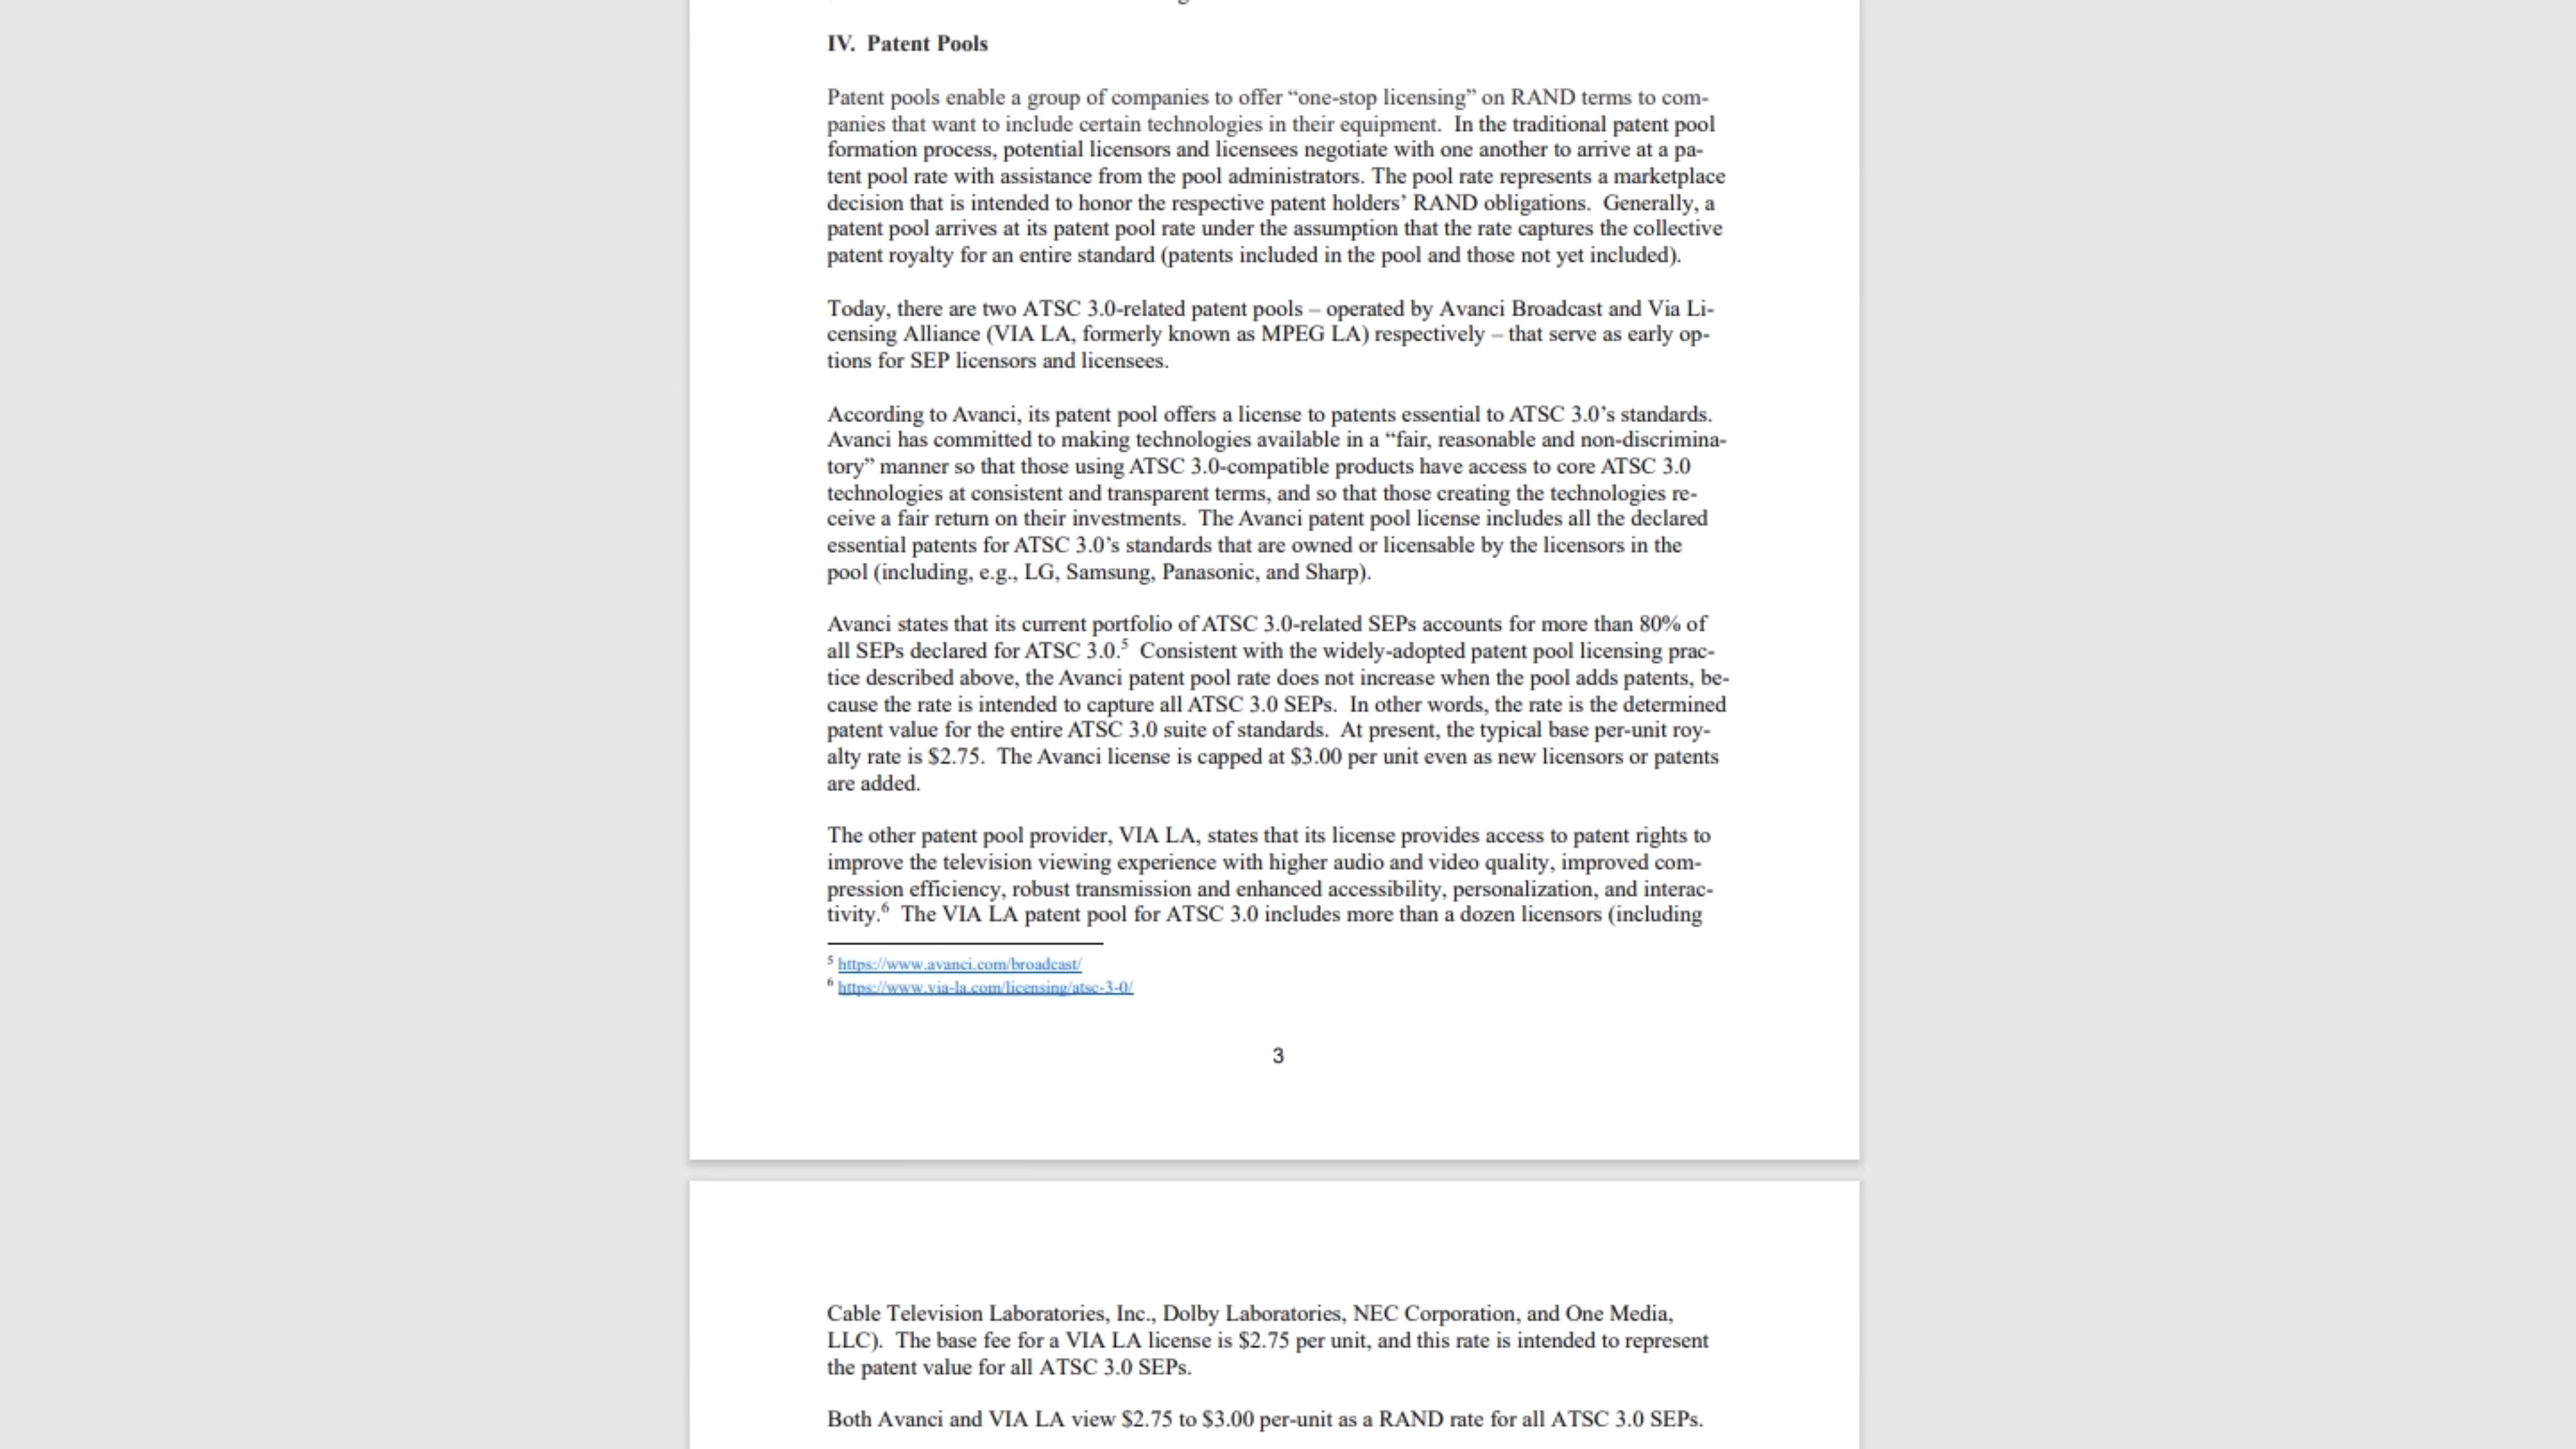 IV. Patent Pools
Patent pools enable a group of companies to offer “one-stop licensing” on RAND terms to com-
panies that want to include certain technologies in their equipment. In the traditional patent pool
formation process, potential licensors and licensees negotiate with one another to arrive at a pa-
tent pool rate with assistance from the pool administrators. The pool rate represents a marketplace
decision that is intended to honor the respective patent holders’ RAND obligations. Generally, a
patent pool arrives at its patent pool rate under the assumption that the rate captures the collective
patent royalty for an entire standard (patents included in the pool and those not yet included).
Today, there are two ATSC 3.0-related patent pools – operated by Avanci Broadcast and Via Li-
censing Alliance (VIA LA, formerly known as MPEG LA) respectively – that serve as early op-
tions for SEP licensors and licensees.
According to Avanci, its patent pool offers a license to patents essential to ATSC 3.0’s standards.
Avanci has committed to making technologies available in a “fair, reasonable and non-discrimina-
tory” manner so that those using ATSC 3.0-compatible products have access to core ATSC 3.0
technologies at consistent and transparent terms, and so that those creating the technologies re-
ceive a fair return on their investments. The Avanci patent pool license includes all the declared
essential patents for ATSC 3.0’s standards that are owned or licensable by the licensors in the
pool (including, e.g., LG, Samsung, Panasonic, and Sharp).
Avanci states that its current portfolio of ATSC 3.0-related SEPs accounts for more than 80% of
all SEPs declared for ATSC 3.0.5 Consistent with the widely-adopted patent pool licensing prac-
tice described above, the Avanci patent pool rate does not increase when the pool adds patents, be-
cause the rate is intended to capture all ATSC 3.0 SEPs. In other words, the rate is the determined
patent value for the entire ATSC 3.0 suite of standards. At present, the typical base per-unit roy-
alty rate is $2.75. The Avanci license is capped at $3.00 per unit even as new licensors or patents
are added.
The other patent pool provider, VIA LA, states that its license provides access to patent rights to
improve the television viewing experience with higher audio and video quality, improved com-
pression efficiency, robust transmission and enhanced accessibility, personalization, and interac-
tivity.6 The VIA LA patent pool for ATSC 3.0 includes more than a dozen licensors (including
5 https://www.avanci.com/broadcast/
6 https://www.via-la.com/licensing/atsc-3-0/
3
Cable Television Laboratories, Inc., Dolby Laboratories, NEC Corporation, and One Media,
LLC). The base fee for a VIA LA license is $2.75 per unit, and this rate is intended to represent
the patent value for all ATSC 3.0 SEPs.
Both Avanci and VIA LA view $2.75 to $3.00 per-unit as a RAND rate for all ATSC 3.0 SEPs.